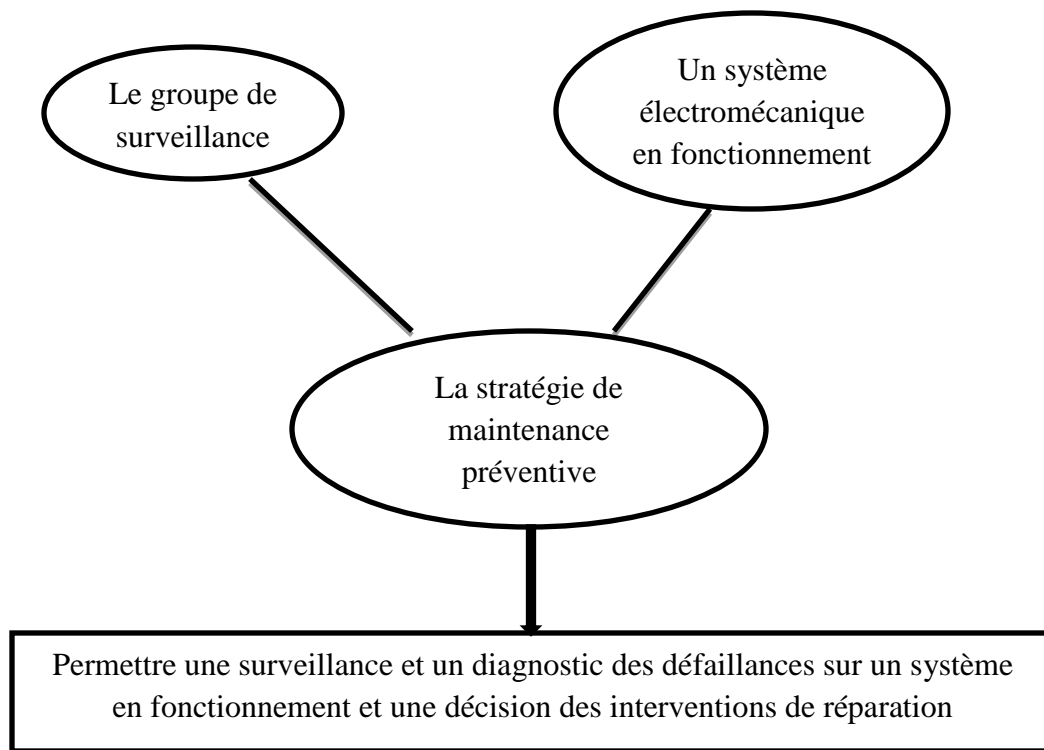 Le groupe de
surveillance
Un système
électromécanique
en fonctionnement
La stratégie de
maintenance
préventive
Permettre une surveillance et un diagnostic des défaillances sur un système
en fonctionnement et une décision des interventions de réparation